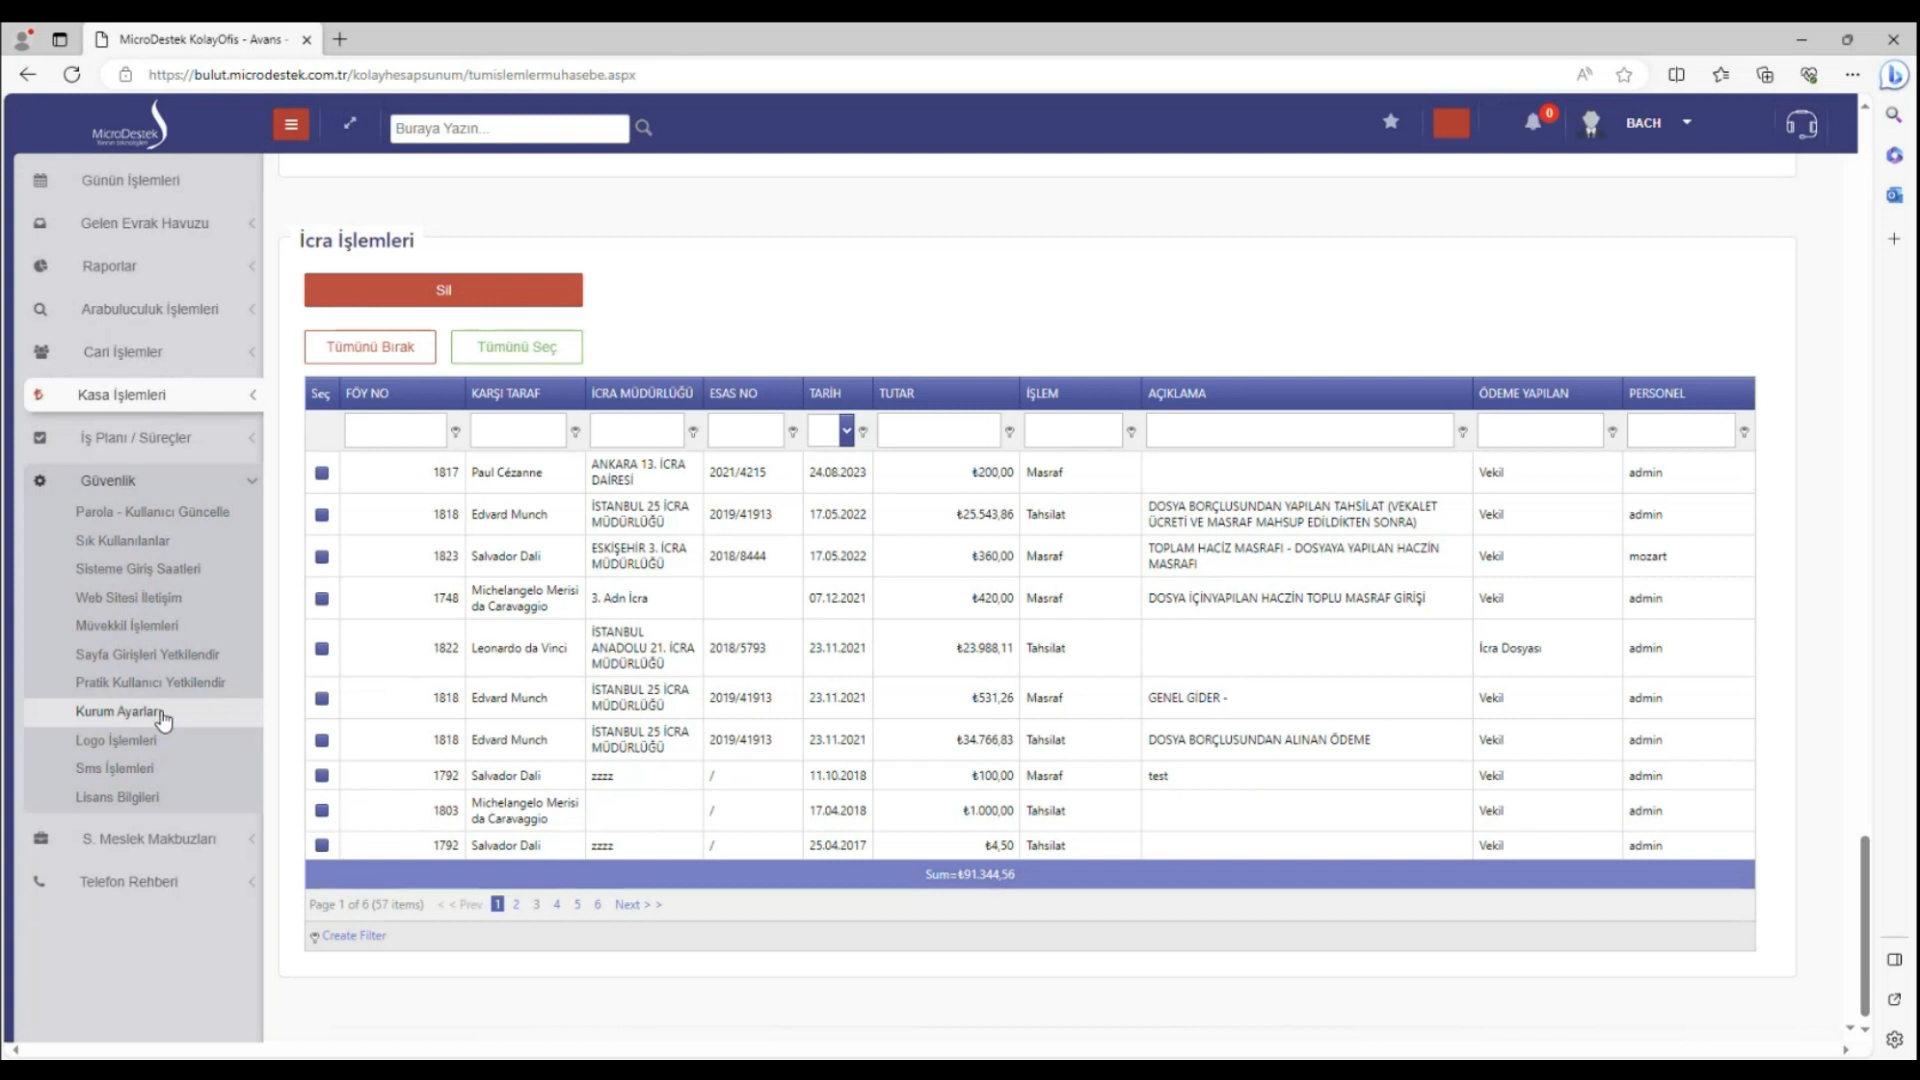 MicroDestek KolayOfis - Avans -
https://bulut.microdestek.com.tr/kolayhesapsunum/tumislemlermuhasebe.aspx
MicroDestek
Buraya Yazın...
0
BACH
Günün İşlemleri
Gelen Evrak Havuzu
Raporlar
Arabuluculuk İşlemleri
Cari İşlemler
Kasa İşlemleri
İş Planı / Süreçler
Güvenlik
Parola - Kullanıcı Güncelle
Sık Kullanılanlar
Sisteme Giriş Saatleri
Web Sitesi İletişim
Müvekkil İşlemleri
Sayfa Girişleri Yetkilendir
Pratik Kullanıcı Yetkilendir
Kurum Ayarları
Logo İşlemleri
Sms İşlemleri
Lisans Bilgileri
S. Meslek Makbuzları
Telefon Rehberi
İcra İşlemleri
Sil
Tümünü Bırak Tümünü Seç
Seç FÖY NO KARŞI TARAF İCRA MÜDÜRLÜĞÜ ESAS NO TARİH TUTAR İŞLEM AÇIKLAMA ÖDEME YAPILAN PERSONEL
1817 Paul Cézanne ANKARA 13. İCRA DAİRESİ 2021/4215 24.08.2023 ₺200,00 Masraf Vekil admin
1818 Edvard Munch İSTANBUL 25 İCRA MÜDÜRLÜĞÜ 2019/41913 17.05.2022 ₺25.543,86 Tahsilat DOSYA BORÇLUSUNDAN YAPILAN TAHSİLAT (VEKALET ÜCRETİ VE MASRAF MAHSUP EDİLDİKTEN SONRA) Vekil admin
1823 Salvador Dali ESKİŞEHİR 3. İCRA MÜDÜRLÜĞÜ 2018/8444 17.05.2022 ₺360,00 Masraf TOPLAM HACİZ MASRAFI - DOSYAYA YAPILAN HACZİN MASRAFI Vekil mozart
1748 Michelangelo Merisi da Caravaggio 3. Adn İcra 07.12.2021 ₺420,00 Masraf DOSYA İÇİNYAPILAN HACZİN TOPLU MASRAF GİRİŞİ Vekil admin
1822 Leonardo da Vinci İSTANBUL ANADOLU 21. İCRA MÜDÜRLÜĞÜ 2018/5793 23.11.2021 ₺23.988,11 Tahsilat İcra Dosyası admin
1818 Edvard Munch İSTANBUL 25 İCRA MÜDÜRLÜĞÜ 2019/41913 23.11.2021 ₺531,26 Masraf GENEL GİDER - Vekil admin
1818 Edvard Munch İSTANBUL 25 İCRA MÜDÜRLÜĞÜ 2019/41913 23.11.2021 ₺34.766,83 Tahsilat DOSYA BORÇLUSUNDAN ALINAN ÖDEME Vekil admin
1792 Salvador Dali zzzz / 11.10.2018 ₺100,00 Masraf test Vekil admin
1803 Michelangelo Merisi da Caravaggio / 17.04.2018 ₺1.000,00 Tahsilat Vekil admin
1792 Salvador Dali zzzz / 25.04.2017 ₺4,50 Tahsilat Vekil admin
Sum=₺91.344,56
Page 1 of 6 (57 items) < < Prev 1 2 3 4 5 6 Next > >
Create Filter